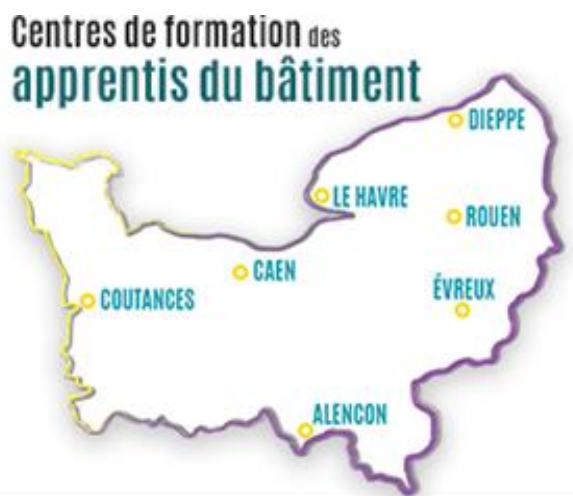 Centres de formation des
apprentis du bâtiment
DIEPPE
LE HAVRE
ROUEN
CAEN
ÉVREUX
COUTANCES
ALENCON